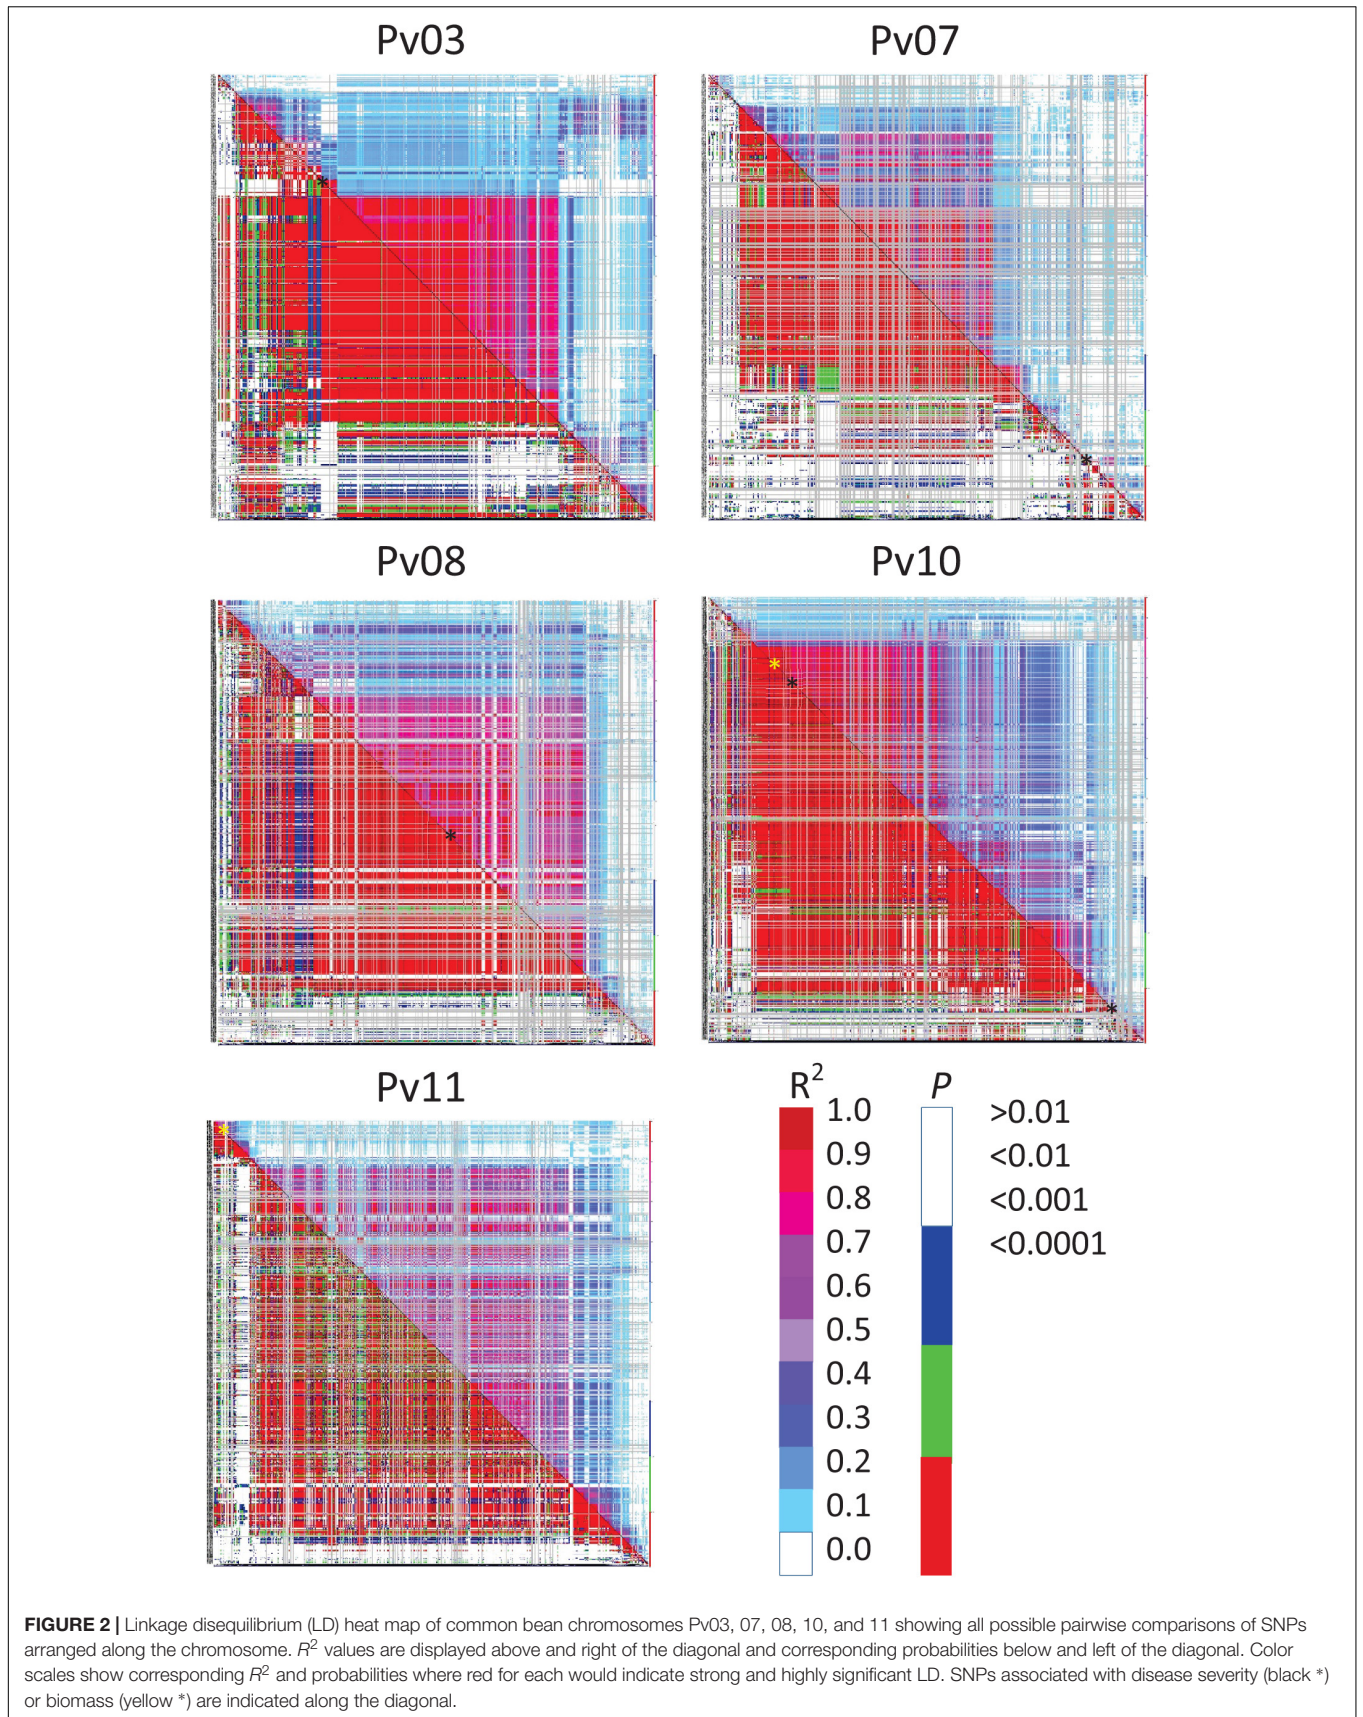 Pv03
Pv07
*
*
Pv08
Pv10
*
*
*
*
Pv11
*
R2
P
1.0
0.9
0.8
0.7
0.6
0.5
0.4
0.3
0.2
0.1
0.0
>0.01
<0.01
<0.001
<0.0001
FIGURE 2 | Linkage disequilibrium (LD) heat map of common bean chromosomes Pv03, 07, 08, 10, and 11 showing all possible pairwise comparisons of SNPs
arranged along the chromosome. R2 values are displayed above and right of the diagonal and corresponding probabilities below and left of the diagonal. Color
scales show corresponding R2 and probabilities where red for each would indicate strong and highly significant LD. SNPs associated with disease severity (black *)
or biomass (yellow *) are indicated along the diagonal.